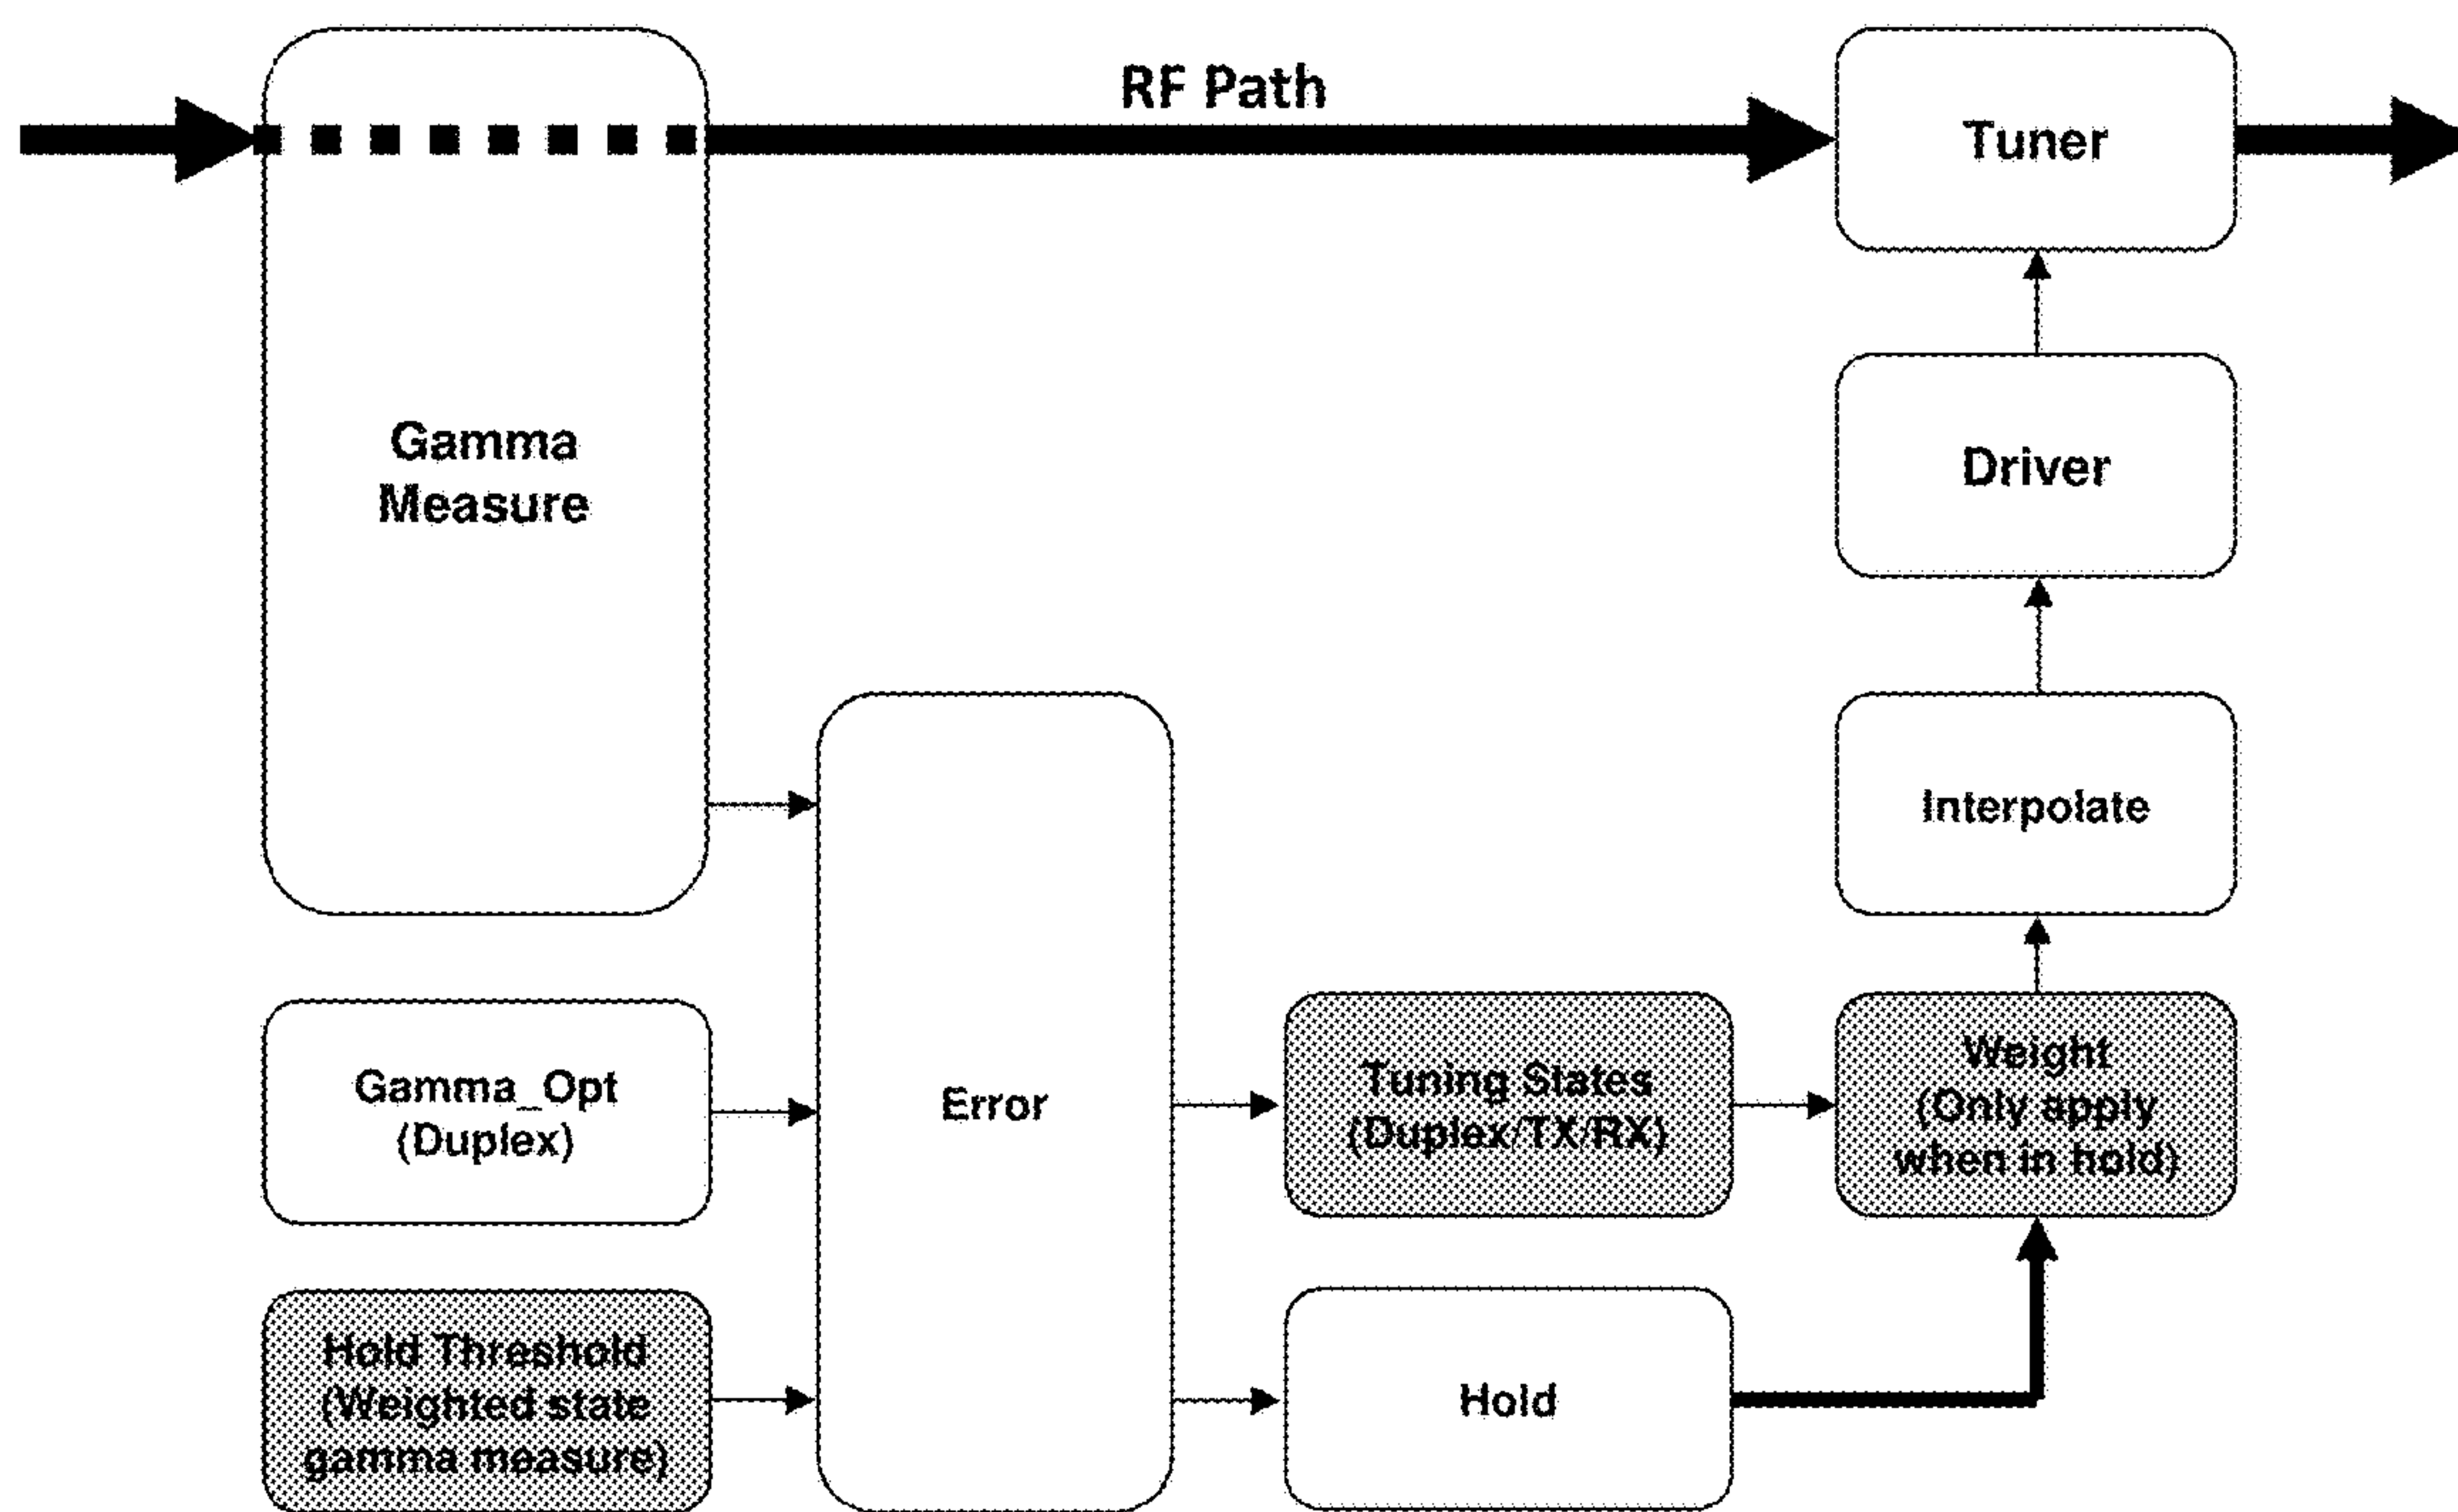 RF Path
Tuner
Gamma
Measure
Driver
Interpolate
Gamma_Opt
(Duplex)
Error
Tuning States
(Duplex/TX/RX)
Weight
(Only apply
when in hold)
Hold Threshold
(Weighted state
gamma measure)
Hold